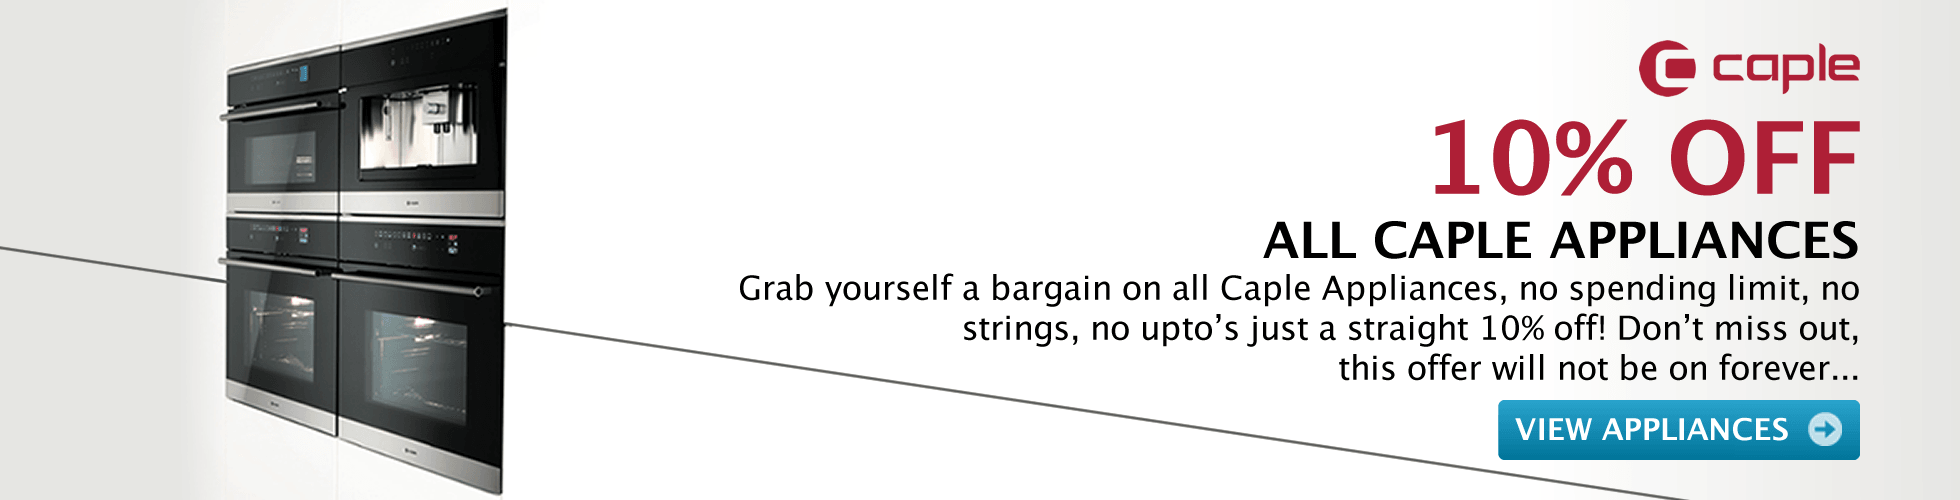 caple
10% OFF
ALL CAPLE APPLIANCES
Grab yourself a bargain on all Caple Appliances, no spending limit, no
strings, no upto’s just a straight 10% off! Don’t miss out,
this offer will not be on forever...
VIEW APPLIANCES